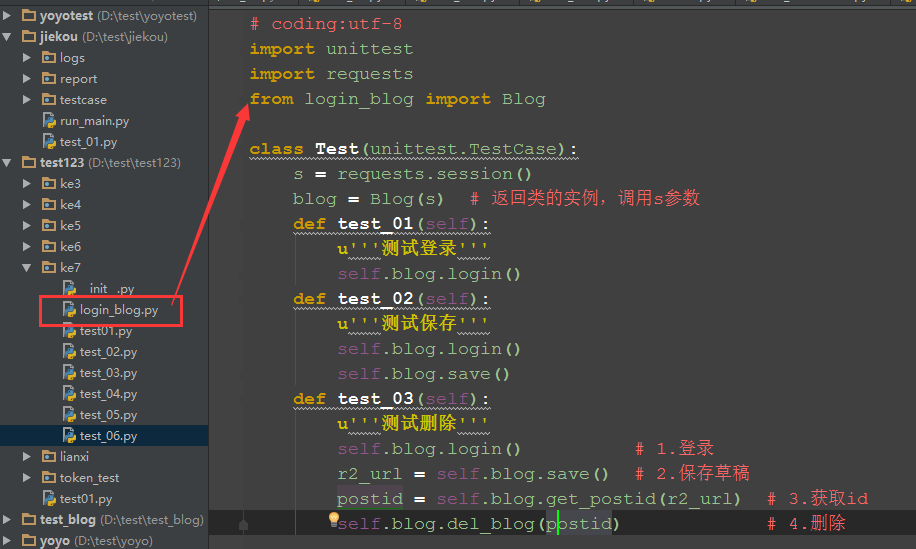 yoyotest (D:\test\yoyotest)
jiekou (D:\test\jiekou)
logs
report
testcase
run_main.py
test_01.py
test123 (D:\test\test123)
ke3
ke4
ke5
ke6
ke7
__init__.py
login_blog.py
test01.py
test_02.py
test_03.py
test_04.py
test_05.py
test_06.py
lianxi
token_test
test01.py
test_blog (D:\test\test_blog)
yoyo (D:\test\yoyo)
# coding:utf-8
import unittest
import requests
from login_blog import Blog
class Test(unittest.TestCase):
s = requests.session()
blog = Blog(s)  # 返回类的实例，调用s参数
def test_01(self):
u'''测试登录'''
self.blog.login()
def test_02(self):
u'''测试保存'''
self.blog.login()
self.blog.save()
def test_03(self):
u'''测试删除'''
self.blog.login()  # 1.登录
r2_url = self.blog.save()  # 2.保存草稿
postid = self.blog.get_postid(r2_url)  # 3.获取id
self.blog.del_blog(postid)  # 4.删除